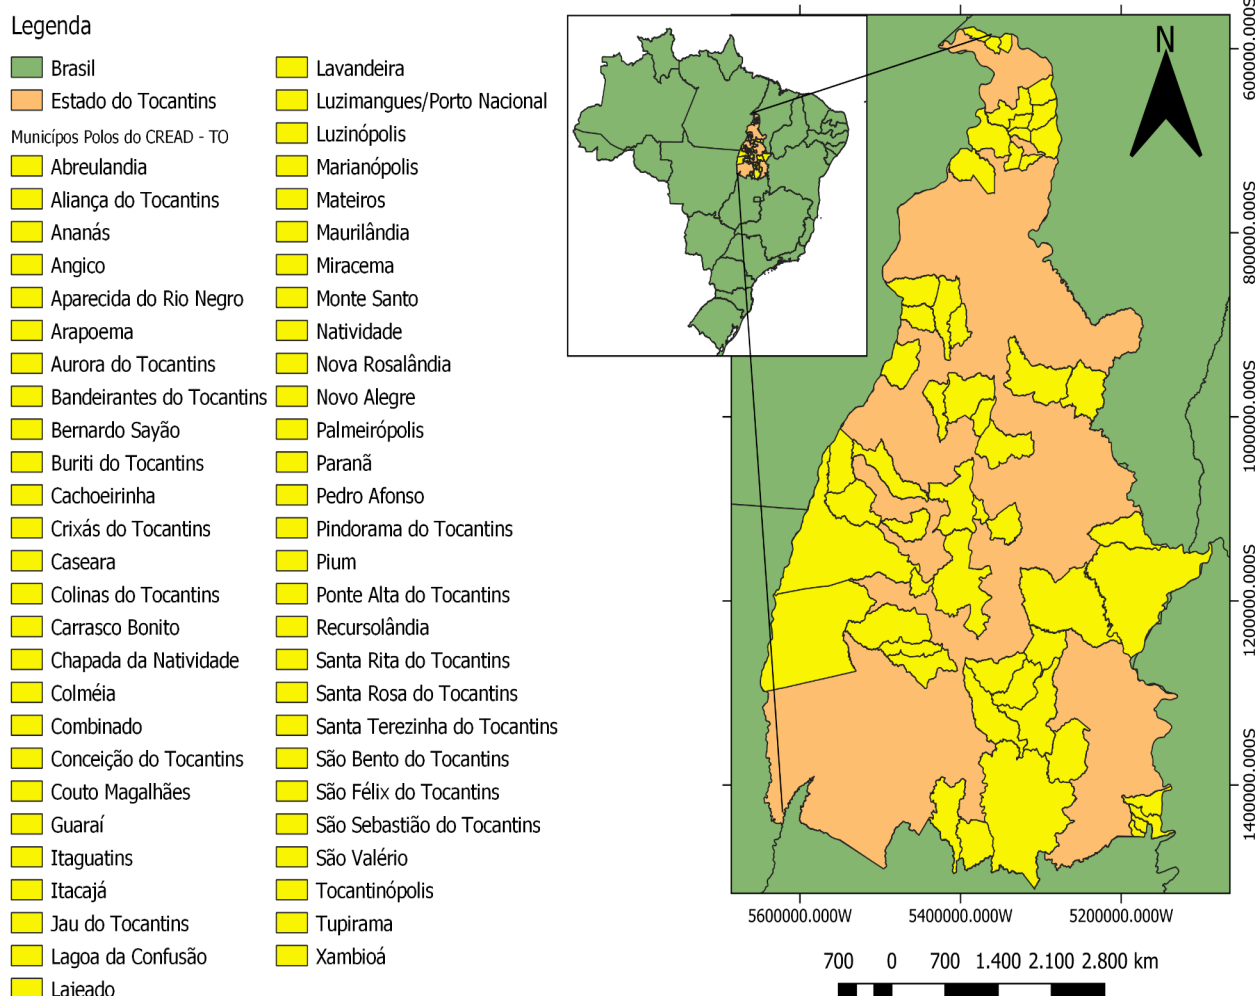 Legenda
Brasil
Estado do Tocantins
Municípos Polos do CREAD - TO
Abreulandia
Aliança do Tocantins
Ananás
Angico
Aparecida do Rio Negro
Arapoema
Aurora do Tocantins
Bandeirantes do Tocantins
Bernardo Sayão
Buriti do Tocantins
Cachoeirinha
Crixás do Tocantins
Caseara
Colinas do Tocantins
Carrasco Bonito
Chapada da Natividade
Colméia
Combinado
Conceição do Tocantins
Couto Magalhães
Guaraí
Itaguatins
Itacajá
Jau do Tocantins
Lagoa da Confusão
Lajeado
Lavandeira
Luzimangues/Porto Nacional
Luzinópolis
Marianópolis
Mateiros
Maurilândia
Miracema
Monte Santo
Natividade
Nova Rosalândia
Novo Alegre
Palmeirópolis
Paranã
Pedro Afonso
Pindorama do Tocantins
Pium
Ponte Alta do Tocantins
Recursolândia
Santa Rita do Tocantins
Santa Rosa do Tocantins
Santa Terezinha do Tocantins
São Bento do Tocantins
São Félix do Tocantins
São Sebastião do Tocantins
São Valério
Tocantinópolis
Tupirama
Xambioá
N
600000.000S
800000.000S
1000000.000S
1200000.000S
1400000.000S
5600000.000W 5400000.000W 5200000.000W
700 0 700 1.400 2.100 2.800 km